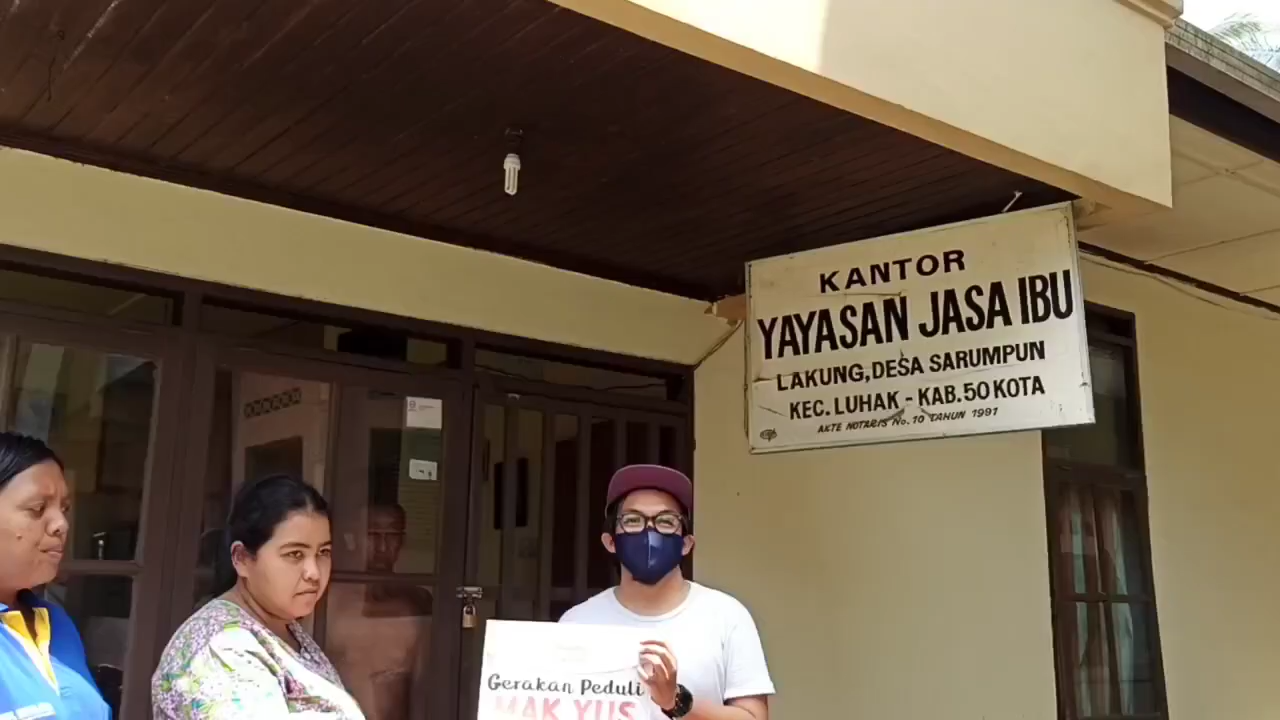 KANTOR
YAYASAN JASA IBU
LAKUNG, DESA SARUMPUN
KEC. LUHAK - KAB. 50 KOTA
AKTE NOTARIS No. 10 TAHUN 1991
Gerakan Peduli
MAK YUS